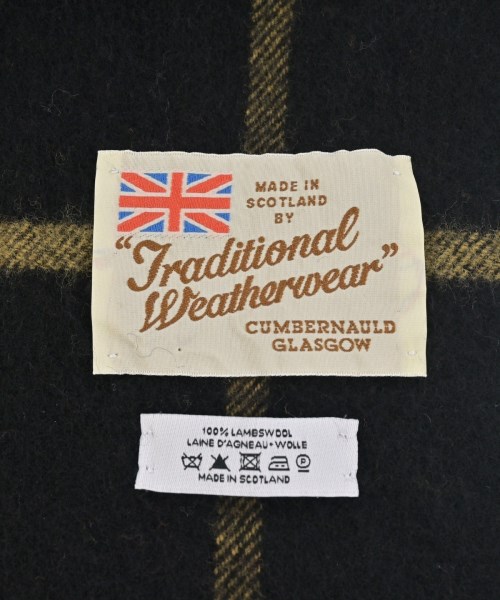 MADE IN
SCOTLAND
BY
“Traditional
Weatherwear”
CUMBERNAULD
GLASGOW
100% LAMBSWOOL
LAINE D'AGNEAU • WOLLE
P
MADE IN SCOTLAND